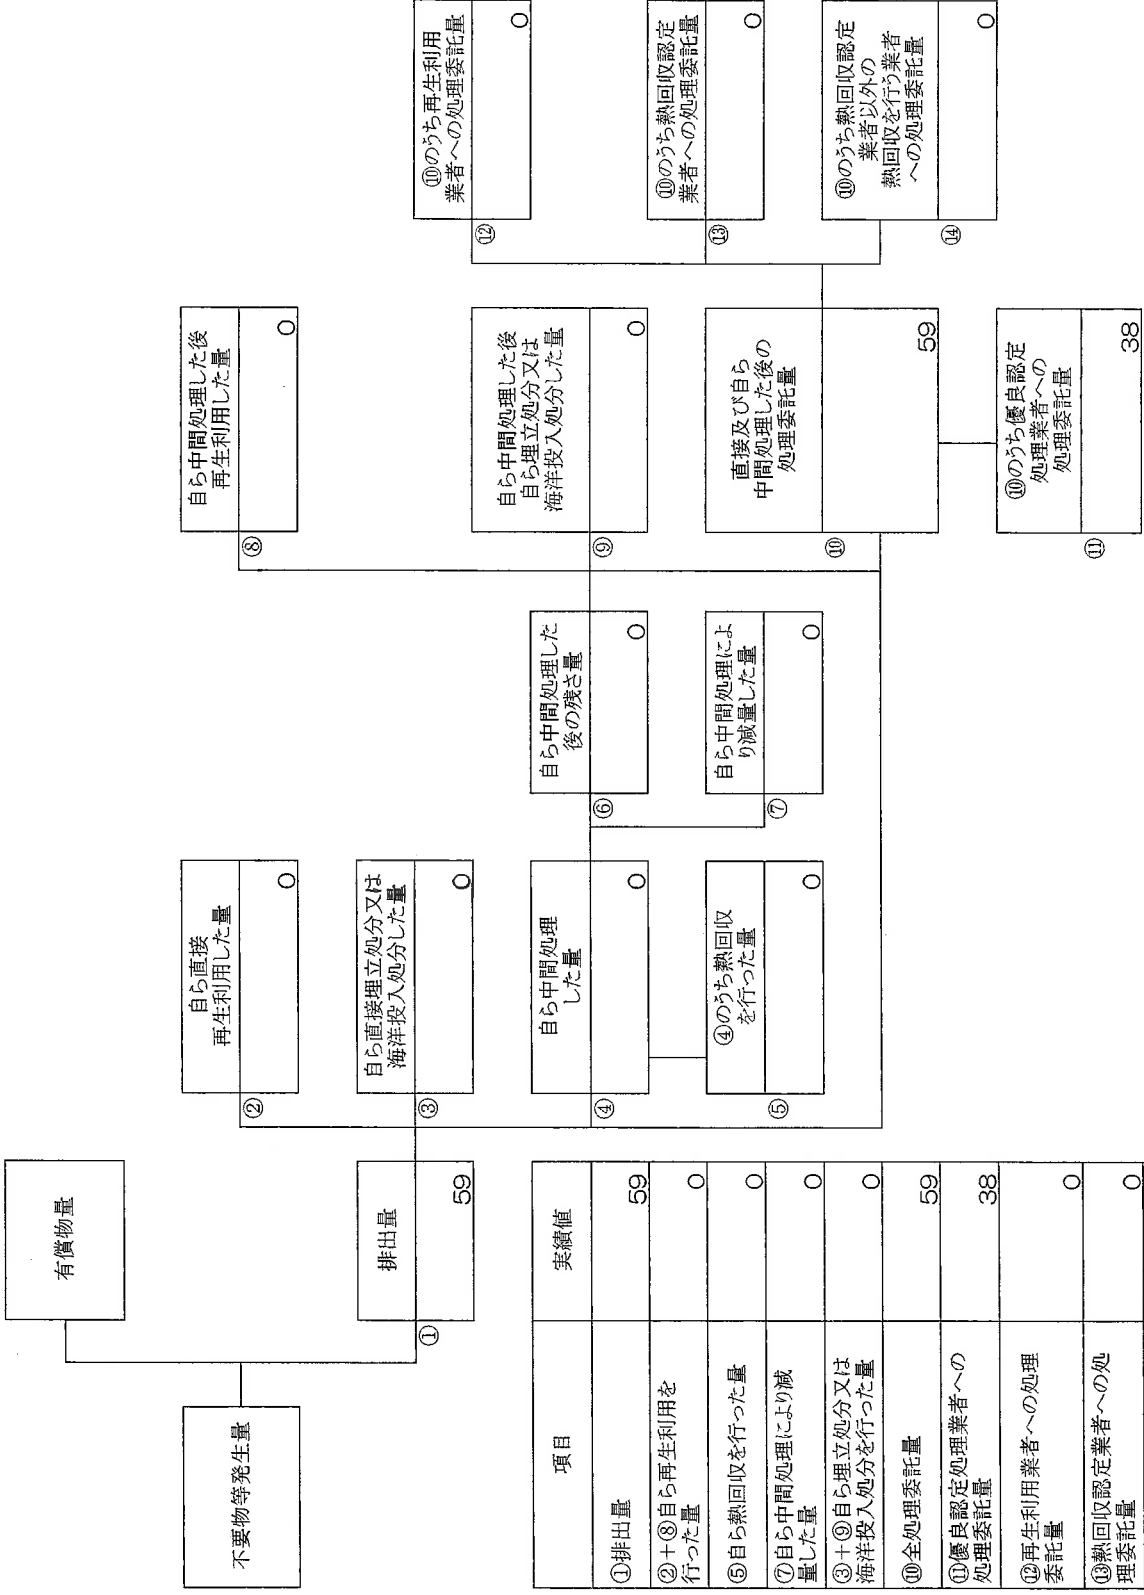 不要物等発生量
有償物量
①
排出量
59
②
自ら直接
再生利用した量
0
③
自ら直接埋立処分又は
海洋投入処分した量
0
④
自ら中間処理
した量
0
⑤
④のうち熱回収
を行った量
0
⑥
自ら中間処理した
後の残さ量
0
⑦
自ら中間処理によ
り減量した量
0
⑧
自ら中間処理した後
再生利用した量
0
⑨
自ら中間処理した後
自ら埋立処分又は
海洋投入処分した量
0
⑩
直接及び自ら
中間処理した後の
処理委託量
59
⑪
⑩のうち優良認定
処理業者への
処理委託量
38
⑫
⑩のうち再生利用
業者への処理委託量
0
⑬
⑩のうち熱回収認定
業者への処理委託量
0
⑭
⑩のうち熱回収認定
業者以外の
熱回収を行う業者
への処理委託量
0
項目 実績値
①排出量 59
②+⑧自ら再生利用を
行った量 0
⑤自ら熱回収を行った量 0
⑦自ら中間処理により減
量した量 0
③+⑨自ら埋立処分又は
海洋投入処分を行った量 0
⑩全処理委託量 59
⑪優良認定処理業者への
処理委託量 38
⑫再生利用業者への処理
委託量 0
⑬熱回収認定業者への処
理委託量 0